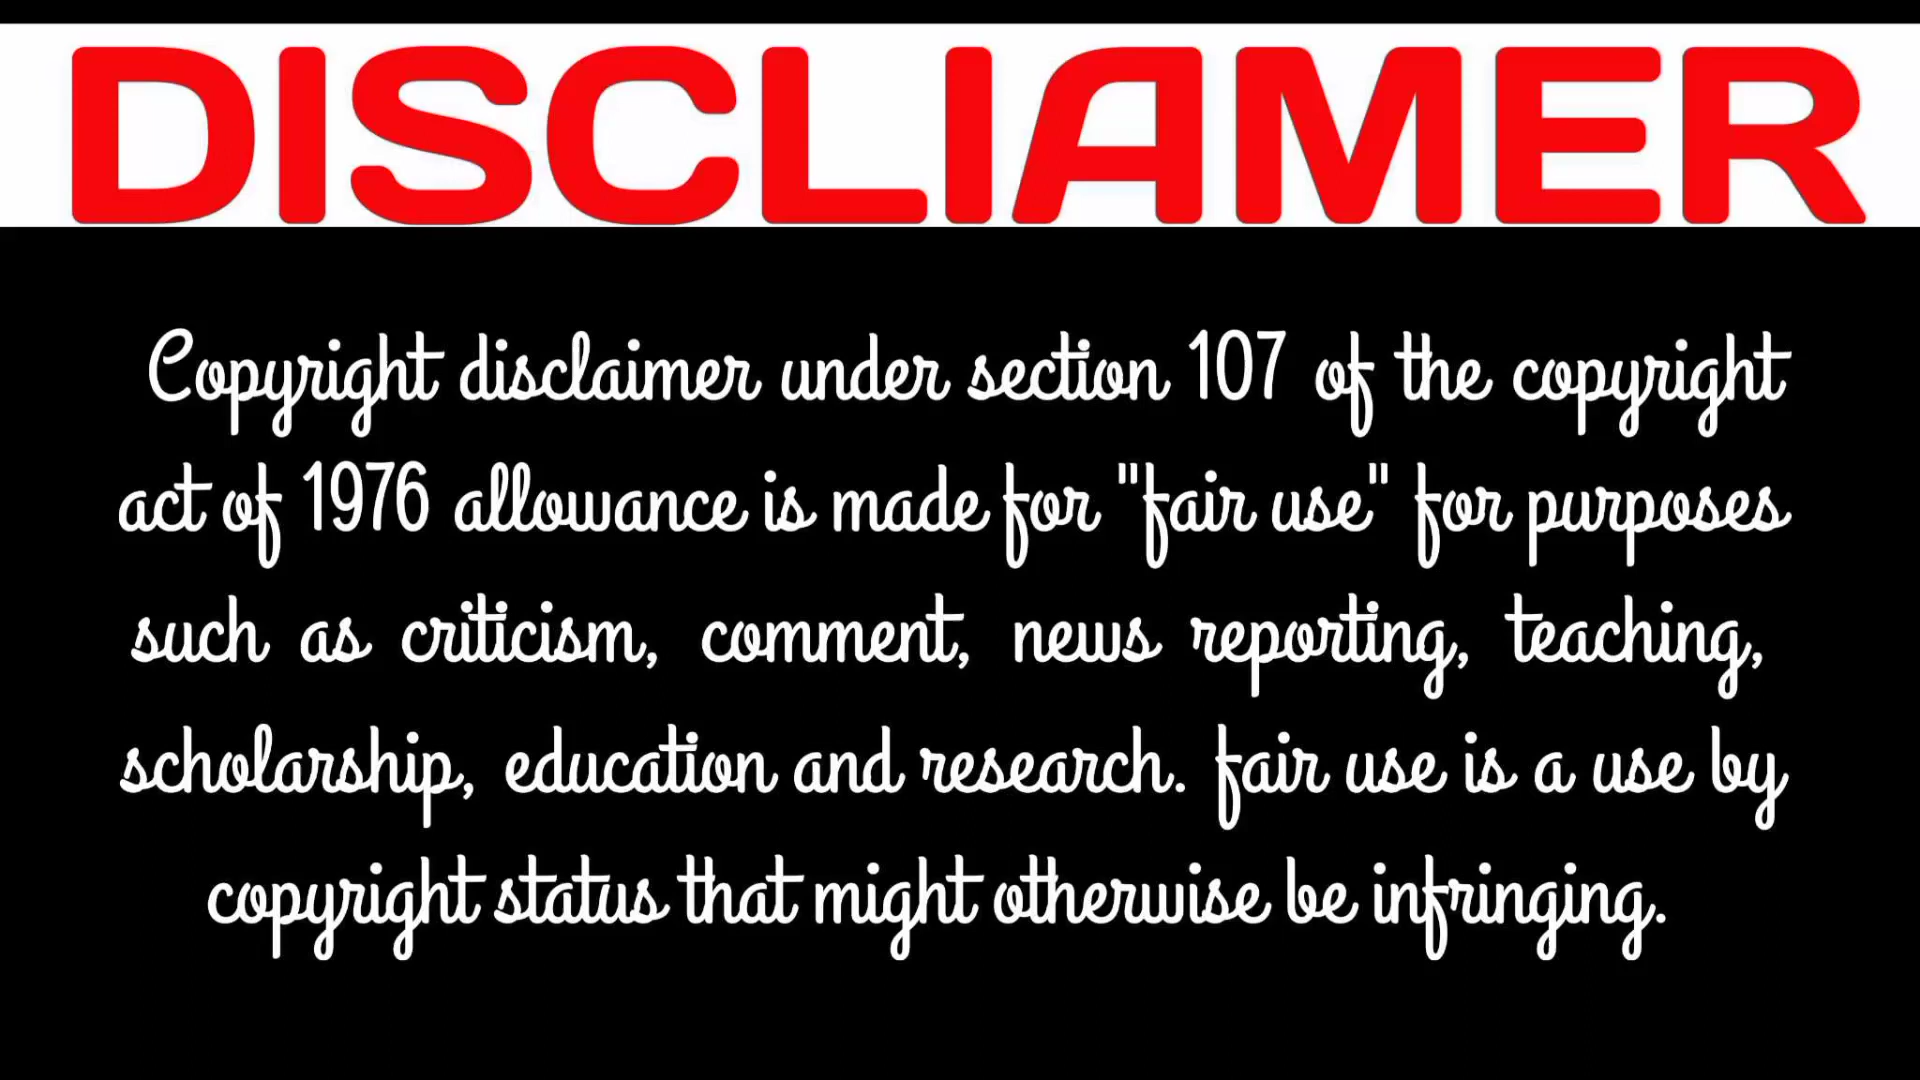 DISCLIAMER
Copyright disclaimer under section 107 of the copyright
act of 1976 allowance is made for "fair use" for purposes
such as criticism, comment, news reporting, teaching,
scholarship, education and research. fair use is a use by
copyright status that might otherwise be infringing.